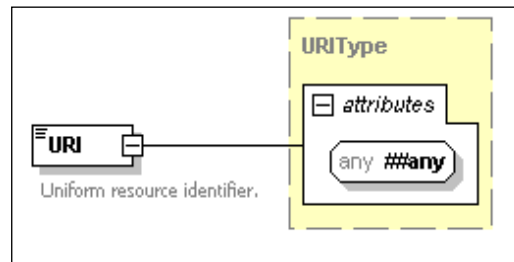 URIType
attributes
URI
any ##any
Uniform resource identifier.